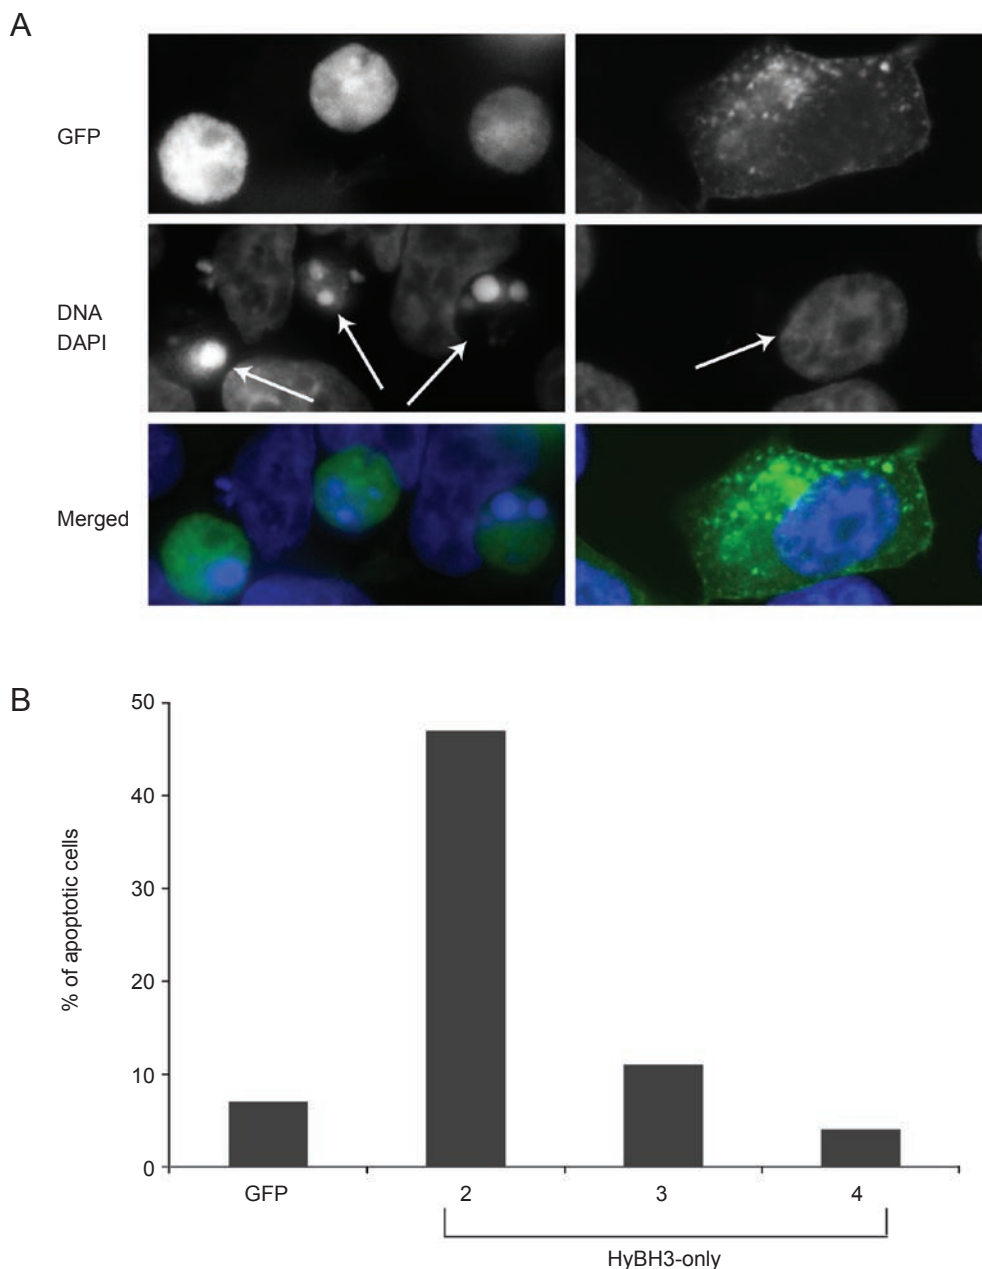 A
GFP
DNA
DAPI
Merged
B
% of apoptotic cells
50
40
30
20
10
0
GFP
2
3
4
HyBH3-only